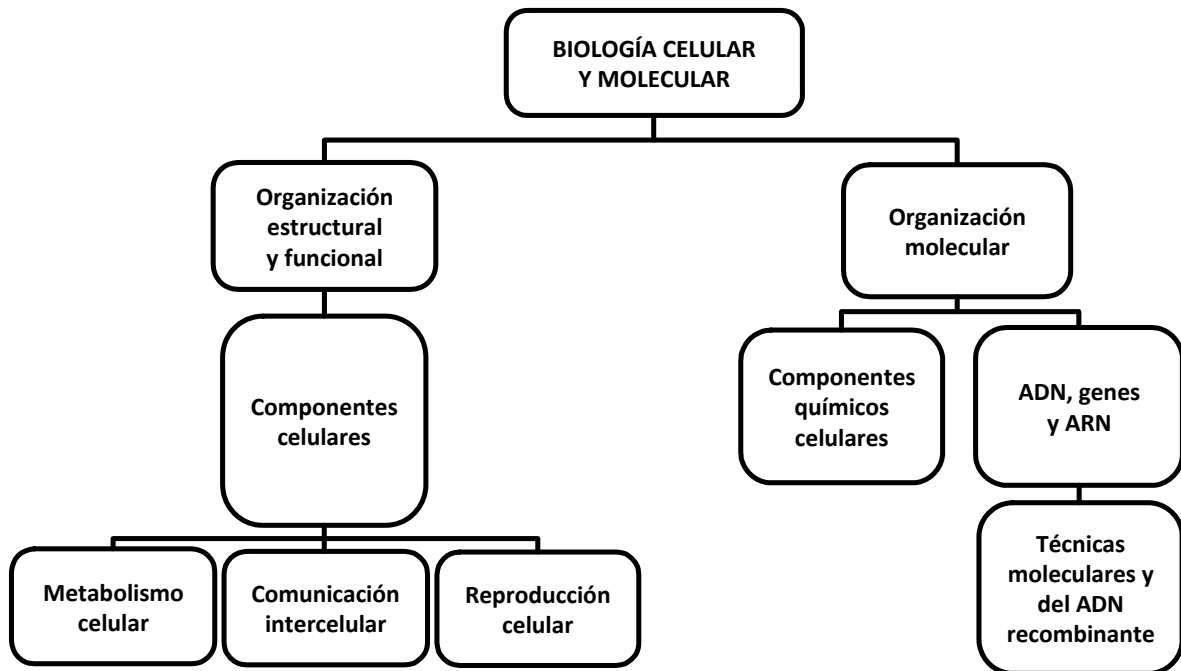 BIOLOGÍA CELULAR
Y MOLECULAR
Organización
estructural
y funcional
Organización
molecular
Componentes
celulares
Componentes
químicos
celulares
ADN, genes
y ARN
Metabolismo
celular
Comunicación
intercelular
Reproducción
celular
Técnicas
moleculares y
del ADN
recombinante